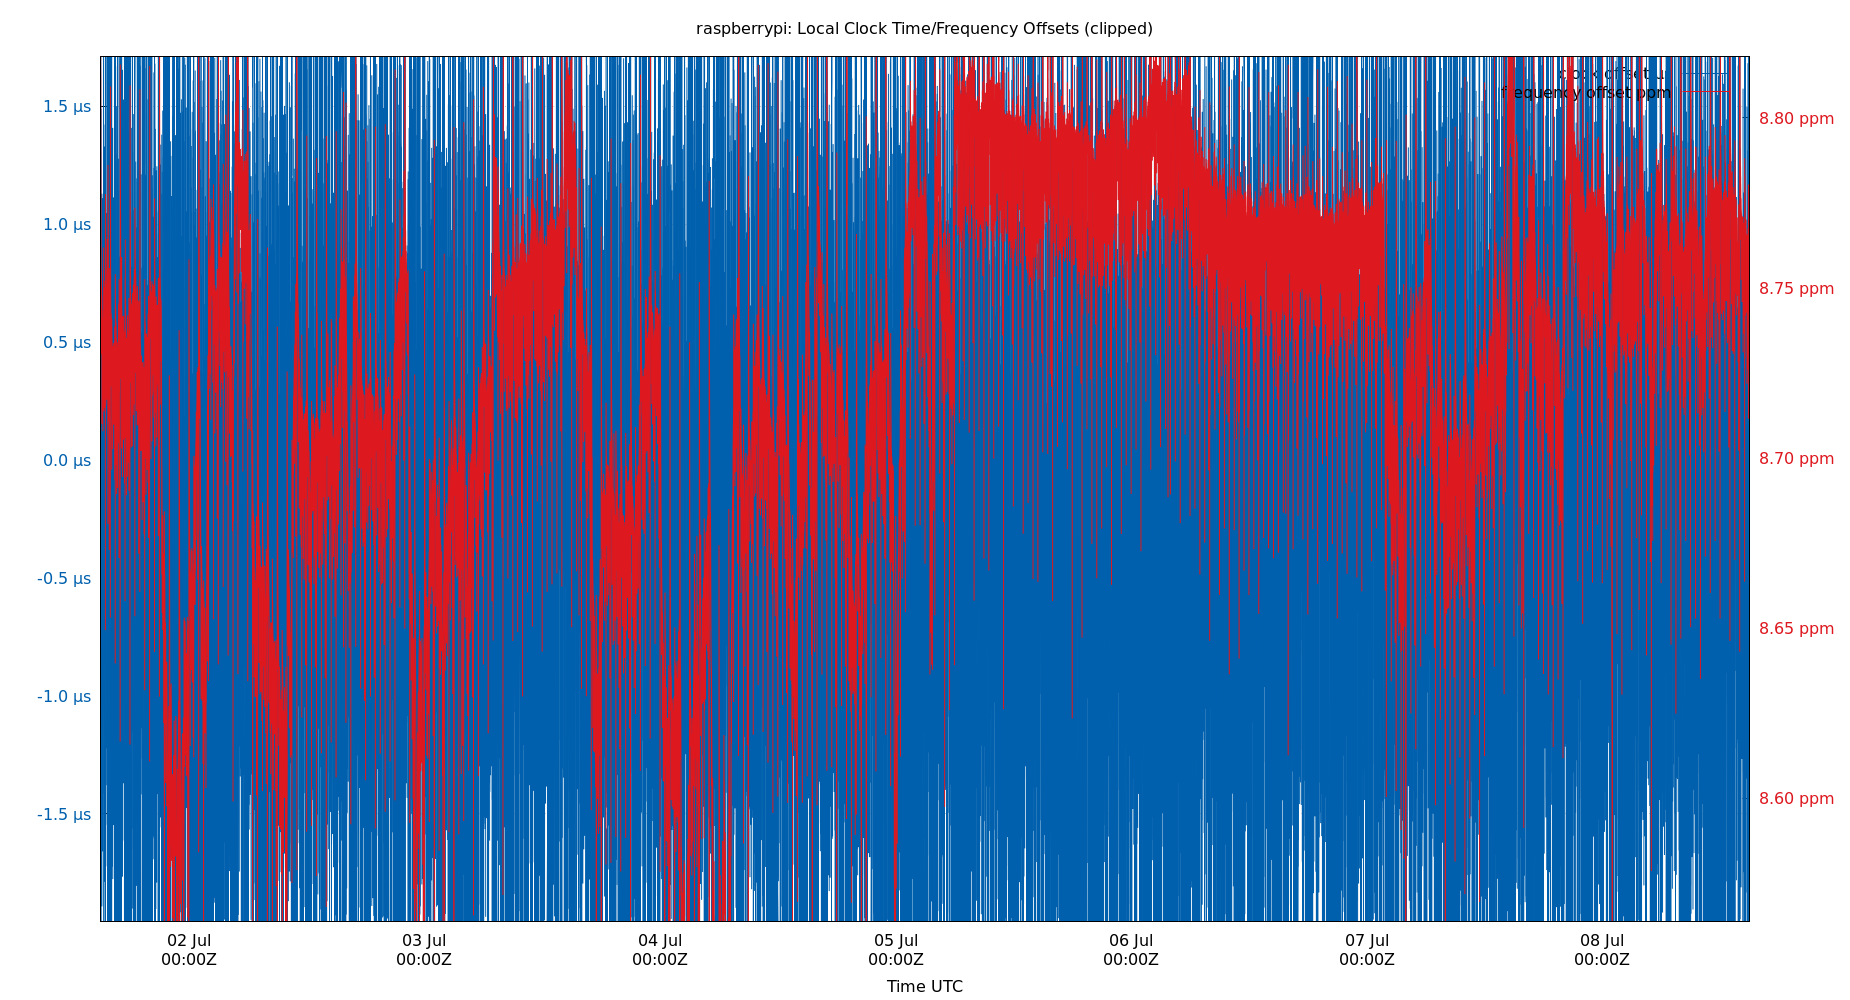 raspberrypi: Local Clock Time/Frequency Offsets (clipped)
clock offset μs
frequency offset ppm
1.5 μs
1.0 μs
0.5 μs
0.0 μs
-0.5 μs
-1.0 μs
-1.5 μs
8.80 ppm
8.75 ppm
8.70 ppm
8.65 ppm
8.60 ppm
02 Jul 03 Jul 04 Jul 05 Jul 06 Jul 07 Jul 08 Jul
00:00Z 00:00Z 00:00Z 00:00Z 00:00Z 00:00Z 00:00Z
Time UTC